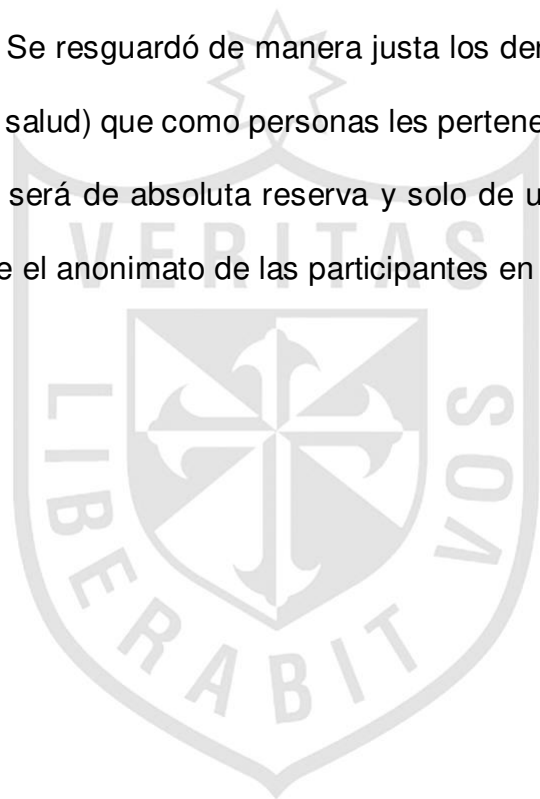 Se resguardó de manera justa los der
salud) que como personas les pertene
será de absoluta reserva y solo de u
e el anonimato de las participantes en
VERITAS
LIBERABIT
VOS